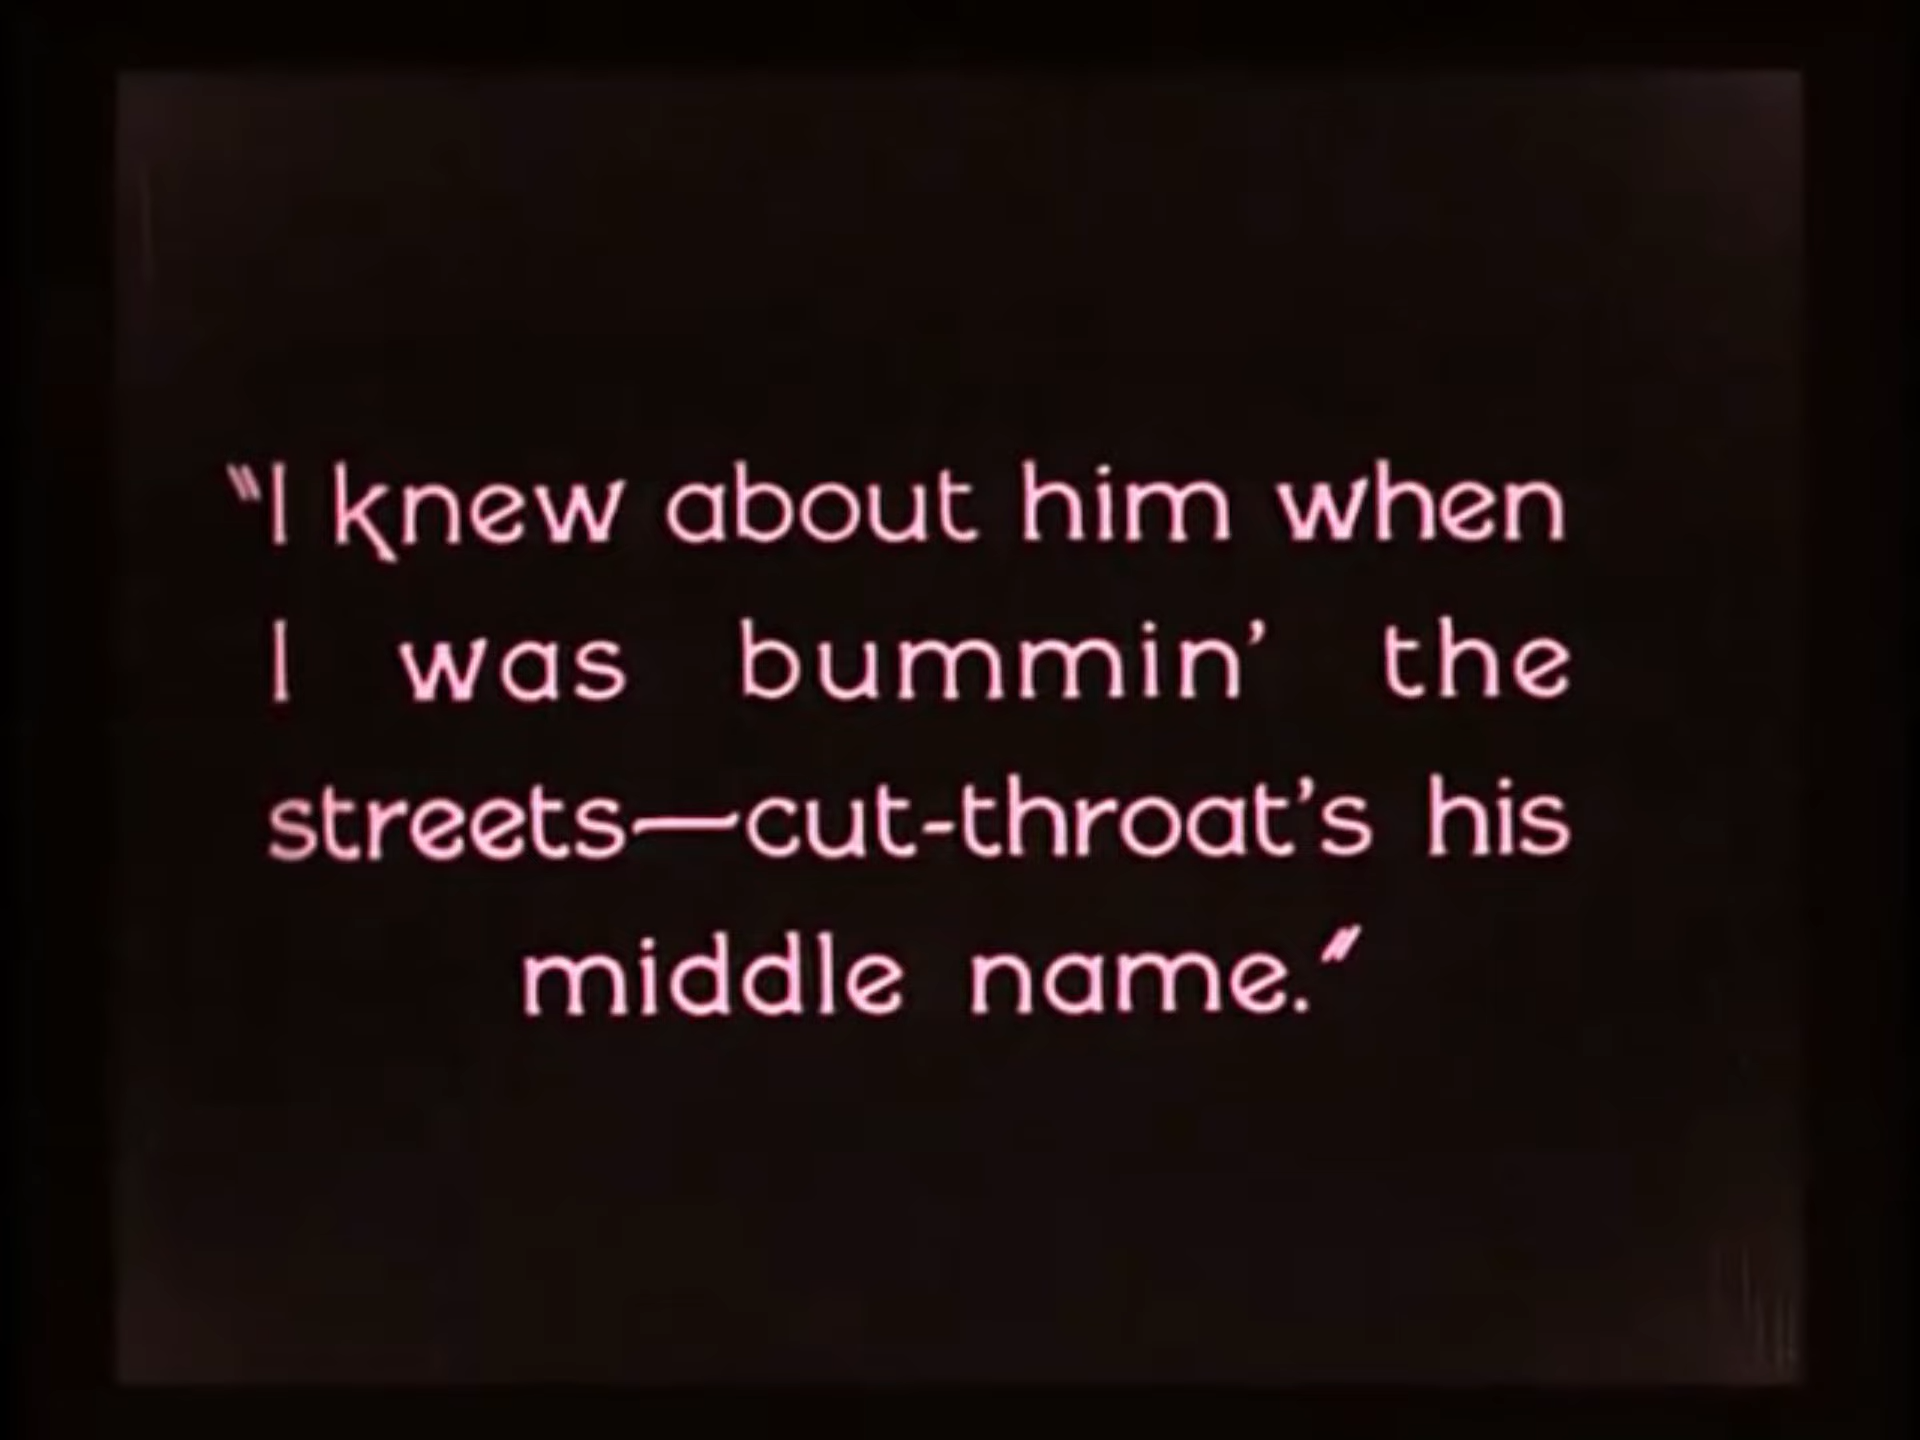 “I knew about him when
I was bummin’ the
streets—cut-throat’s his
middle name.”